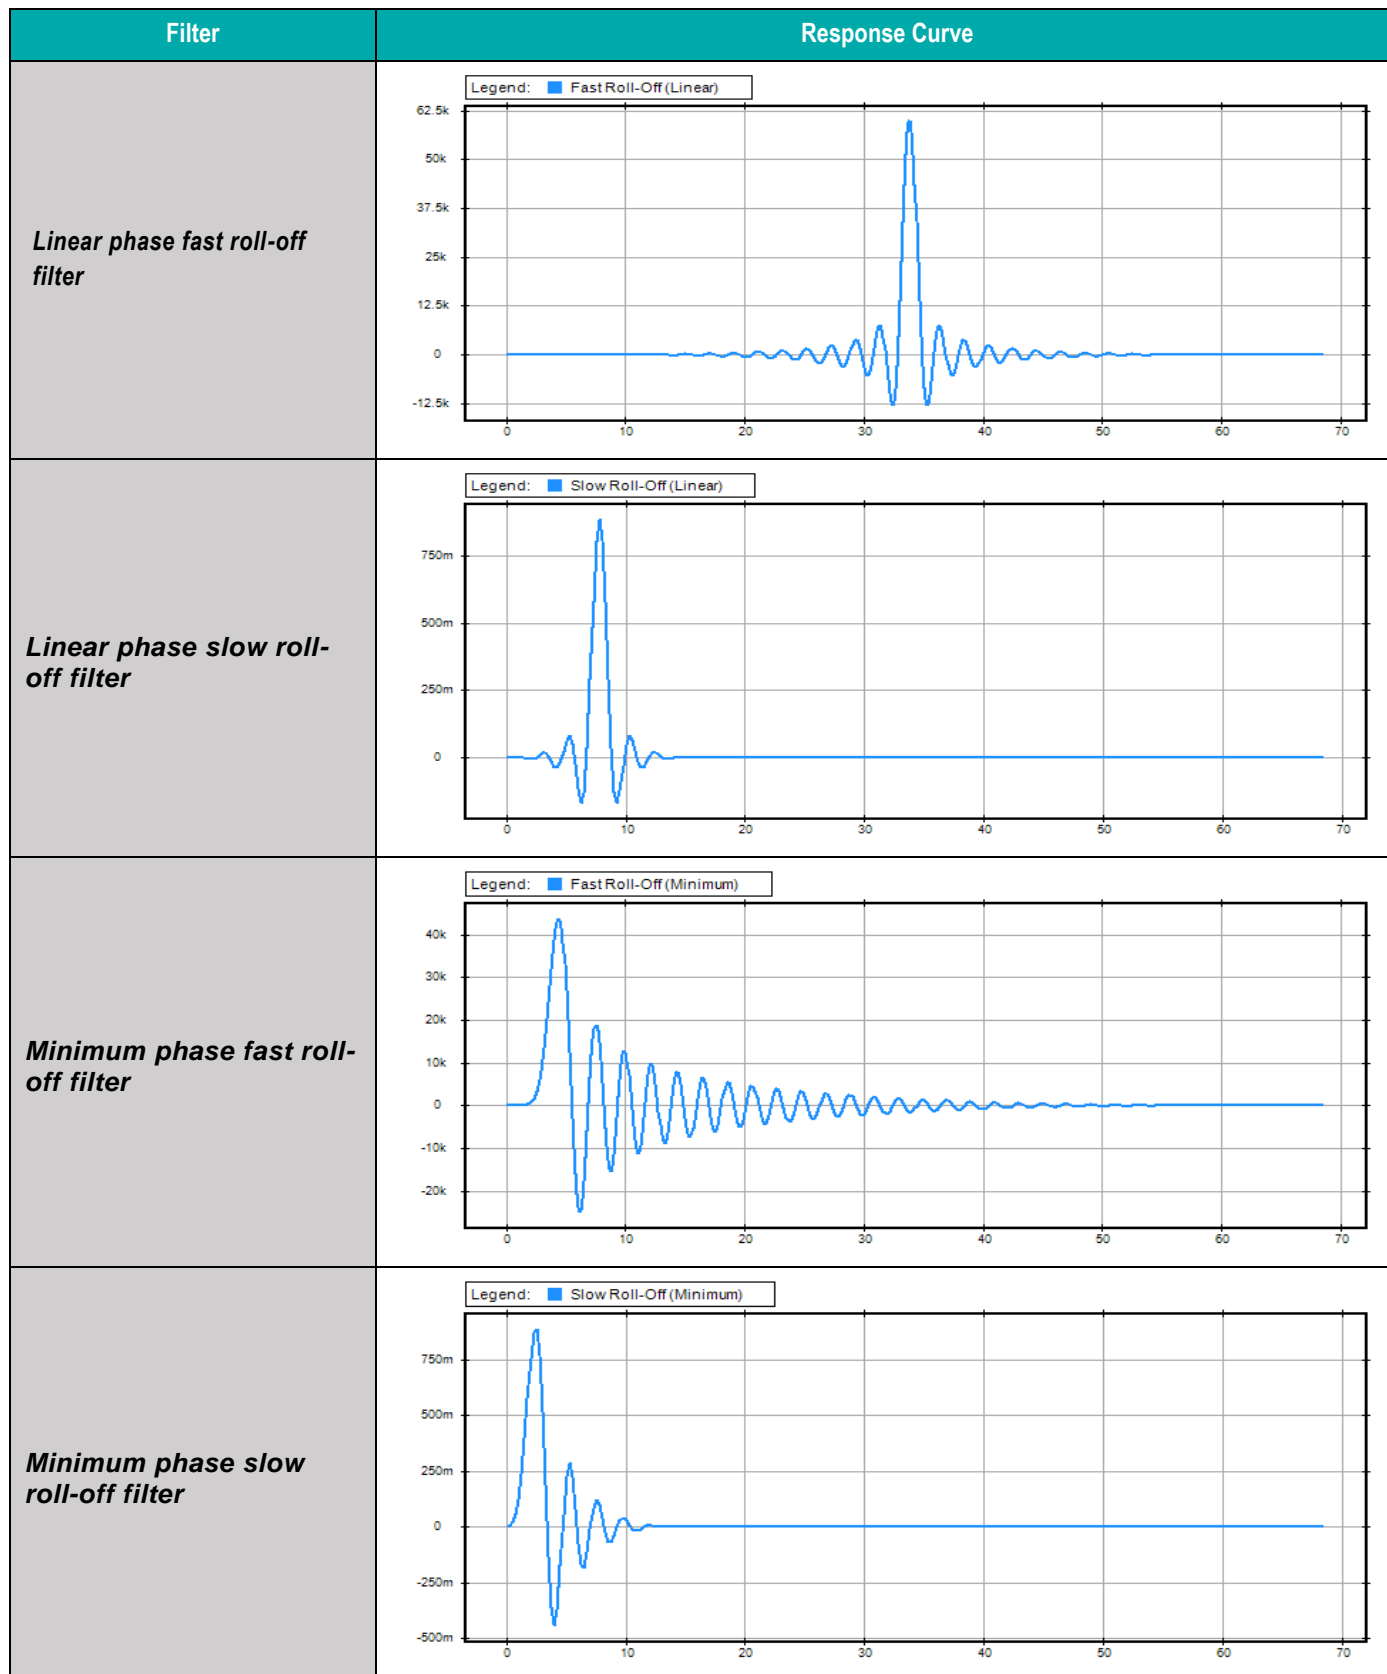 Filter
Response Curve
Linear phase fast roll-off
filter
Legend: Fast Roll-Off (Linear)
62.5k
50k
37.5k
25k
12.5k
0
-12.5k
0 10 20 30 40 50 60 70
Linear phase slow roll-
off filter
Legend: Slow Roll-Off (Linear)
750m
500m
250m
0
0 10 20 30 40 50 60 70
Minimum phase fast roll-
off filter
Legend: Fast Roll-Off (Minimum)
40k
30k
20k
10k
0
-10k
-20k
0 10 20 30 40 50 60 70
Minimum phase slow
roll-off filter
Legend: Slow Roll-Off (Minimum)
750m
500m
250m
0
-250m
-500m
0 10 20 30 40 50 60 70